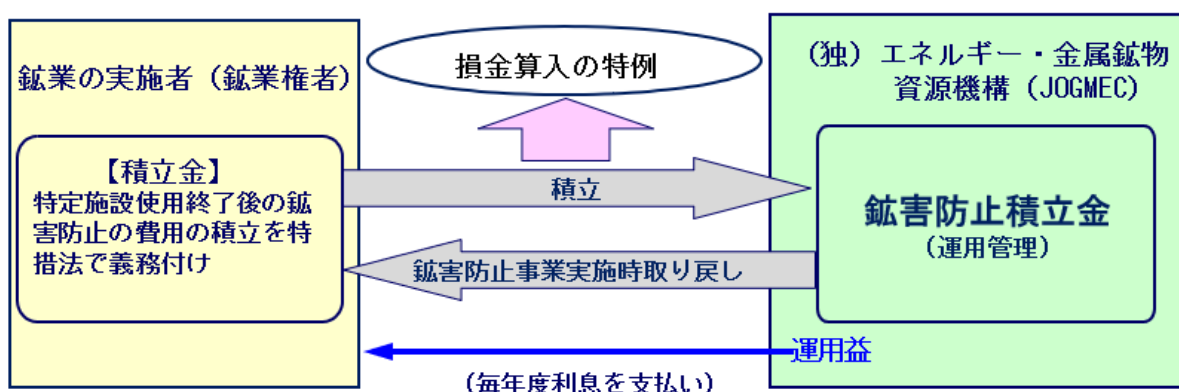 鉱業の実施者（鉱業権者）
【積立金】
特定施設使用終了後の鉱
害防止の費用の積立を特
措法で義務付け
損金算入の特例
積立
鉱害防止事業実施時取り戻し
（独）エネルギー・金属鉱物
資源機構（JOGMEC）
鉱害防止積立金
（運用管理）
運用益
（毎年度利息を支払い）